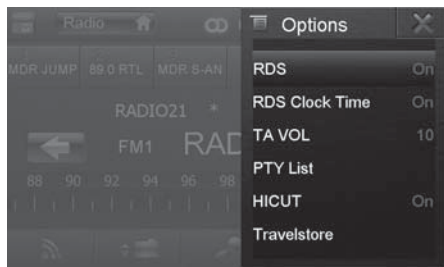 Radio
Options
MDR JUMP 89.0 RTL MDR S-AN
RDS On
RADIO21 *
RDS Clock Time On
FM1 RAD
TA VOL 10
PTY List
88 90 92 94 96 98
HICUT On
Travelstore